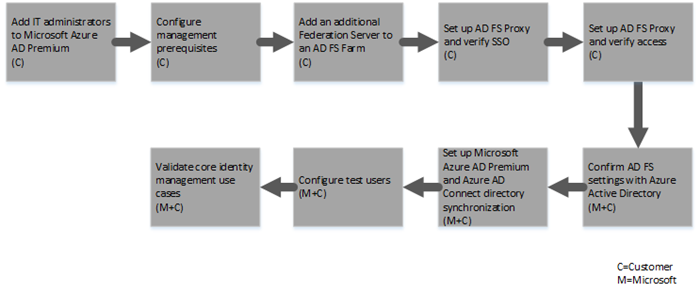 Add IT administrators
to Microsoft Azure
AD Premium
(C)
Configure
management
prerequisites
(C)
Add an additional
Federation Server to
an AD FS Farm
(C)
Set up AD FS Proxy
and verify SSO
(C)
Set up AD FS Proxy
and verify access
(C)
Confirm AD FS
settings with Azure
Active Directory
(M+C)
Set up Microsoft
Azure AD Premium
and Azure AD
Connect directory
synchronization
(M+C)
Configure test users
(M+C)
Validate core identity
management use
cases
(M+C)
C=Customer
M=Microsoft